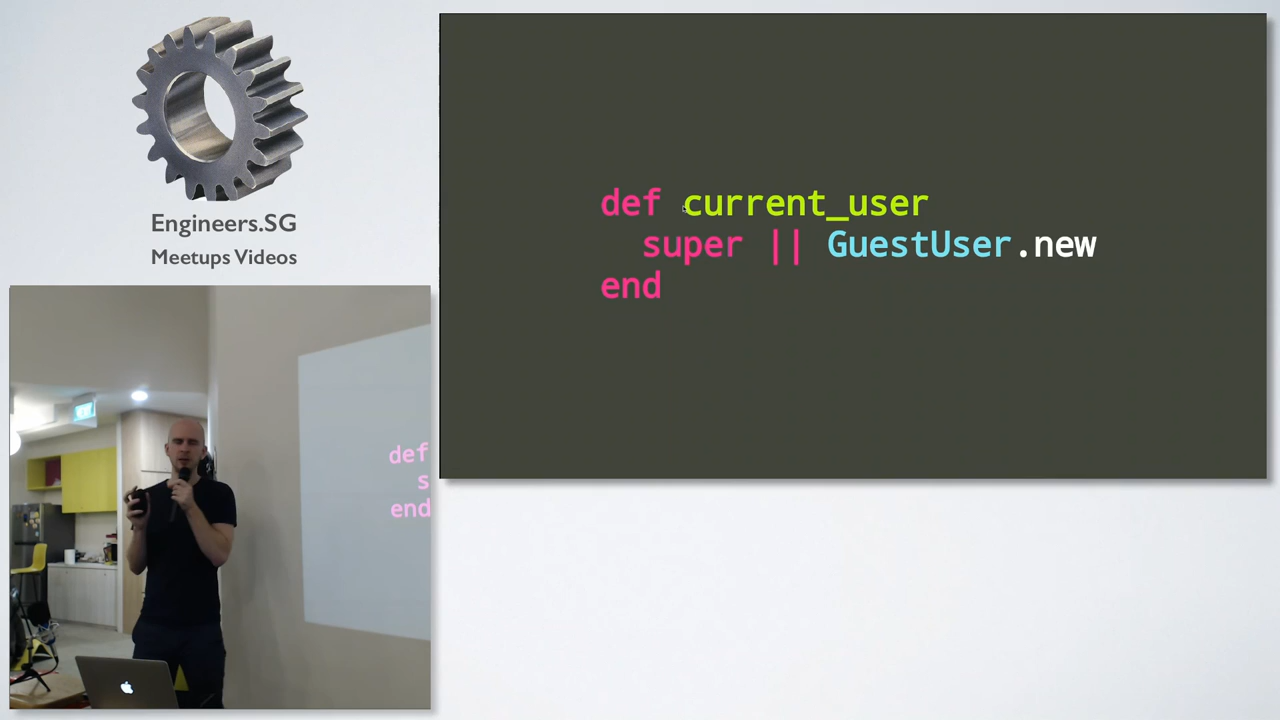 Engineers.SG
Meetups Videos
def current_user
  super || GuestUser.new
end
def
s
end